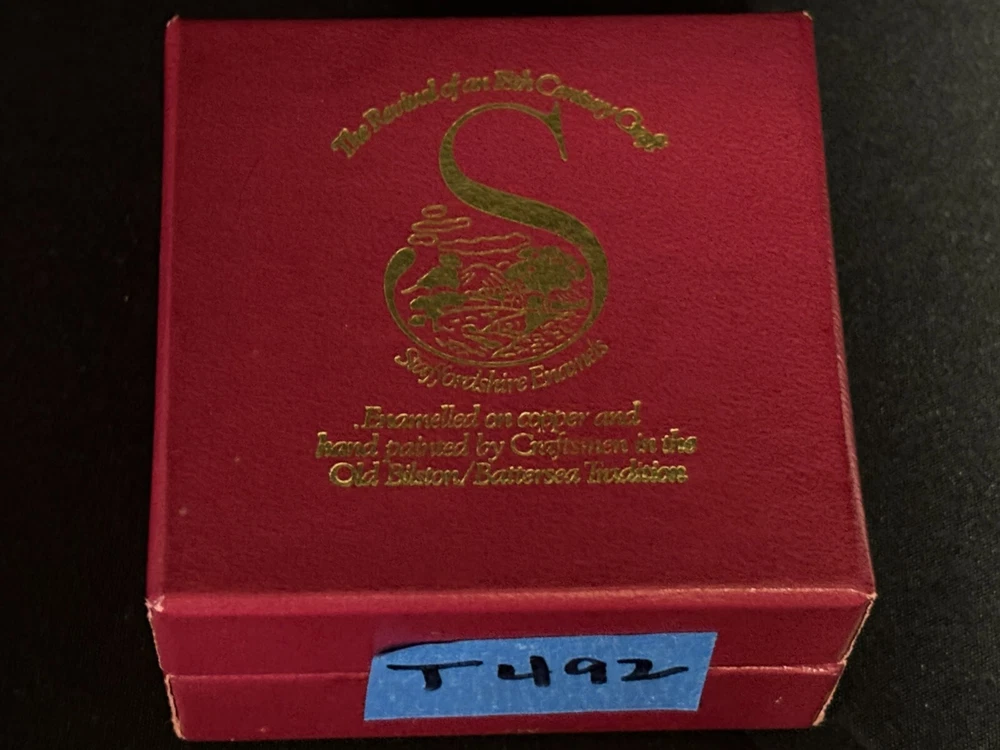 The Revival of an 18th Century Craft
S
Staffordshire Enamels
Enamelled on copper and
hand painted by Craftsmen in the
Old Bilston/Battersea Tradition
T492